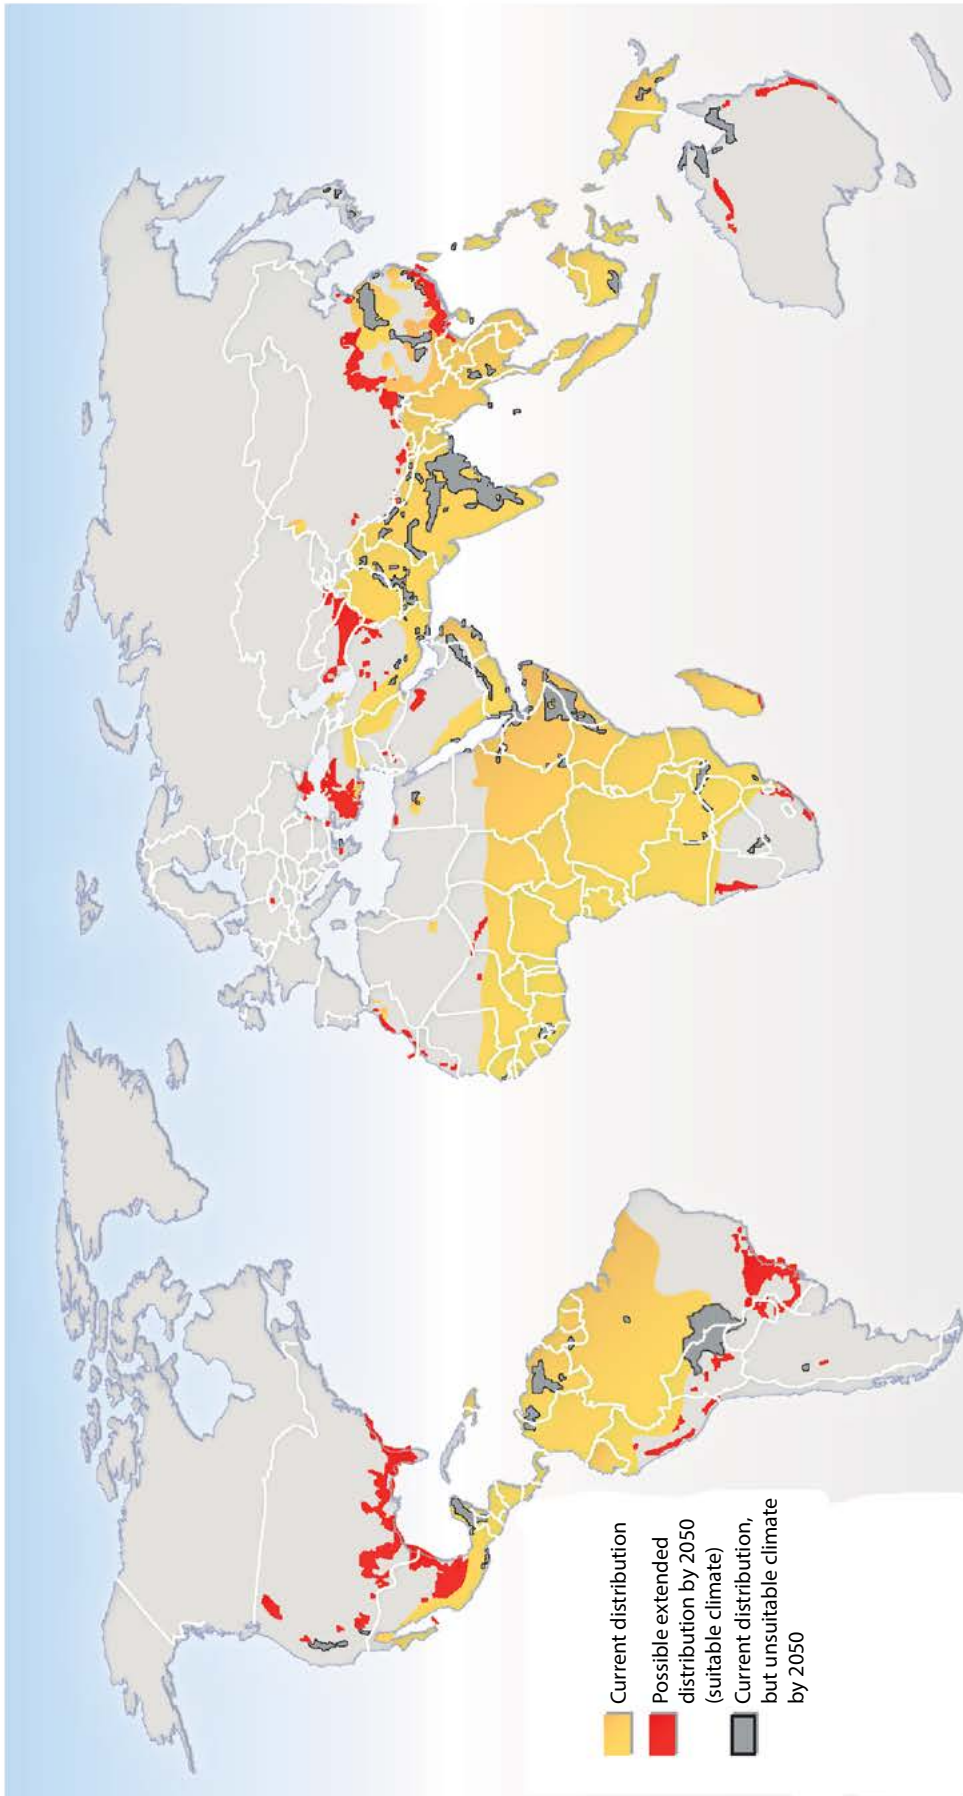 Current distribution
Possible extended
distribution by 2050
(suitable climate)
Current distribution,
but unsuitable climate
by 2050